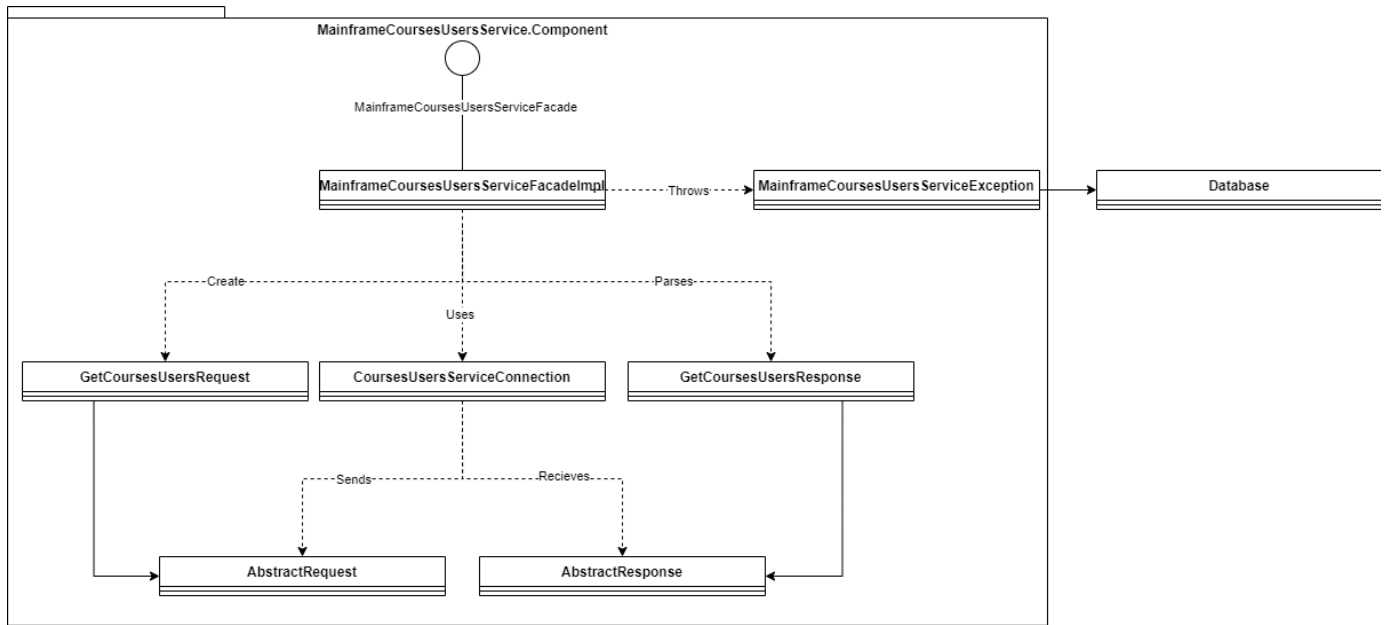 MainframeCoursesUsersService.Component
MainframeCoursesUsersServiceFacade
MainframeCoursesUsersServiceFacadeImpl
Throws
MainframeCoursesUsersServiceException
Database
Create
Parses
Uses
GetCoursesUsersRequest
CoursesUsersServiceConnection
GetCoursesUsersResponse
Sends
Recieves
AbstractRequest
AbstractResponse